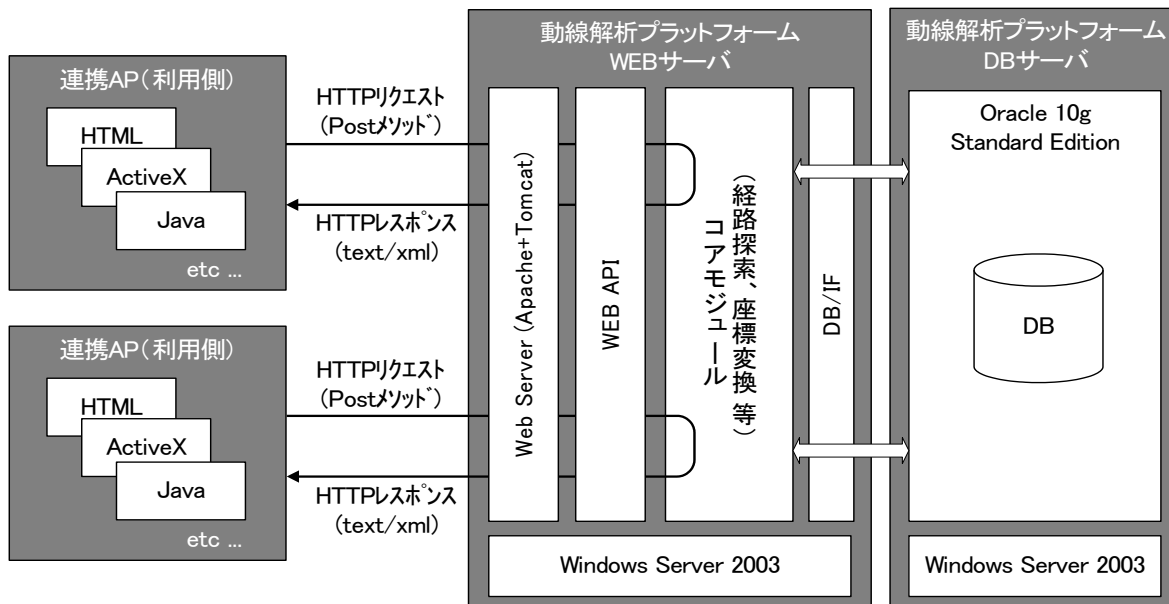 連携AP(利用側)
HTML
ActiveX
Java
etc ...
HTTPリクエスト
(Postメソッド)
HTTPレスポンス
(text/xml)
連携AP(利用側)
HTML
ActiveX
Java
etc ...
HTTPリクエスト
(Postメソッド)
HTTPレスポンス
(text/xml)
動線解析プラットフォーム
WEBサーバ
Web Server (Apache+Tomcat)
WEB API
コアモジュール
(経路探索、座標変換 等)
DB/IF
Windows Server 2003
動線解析プラットフォーム
DBサーバ
Oracle 10g
Standard Edition
DB
Windows Server 2003